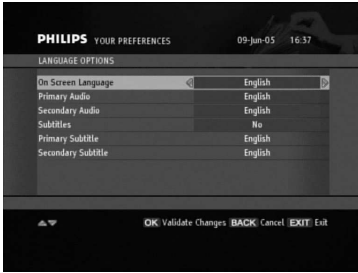 PHILIPS YOUR PREFERENCES 09-Jun-05 16:37
LANGUAGE OPTIONS
On Screen Language English
Primary Audio English
Secondary Audio English
Subtitles No
Primary Subtitle English
Secondary Subtitle English
OK Validate Changes BACK Cancel EXIT Exit